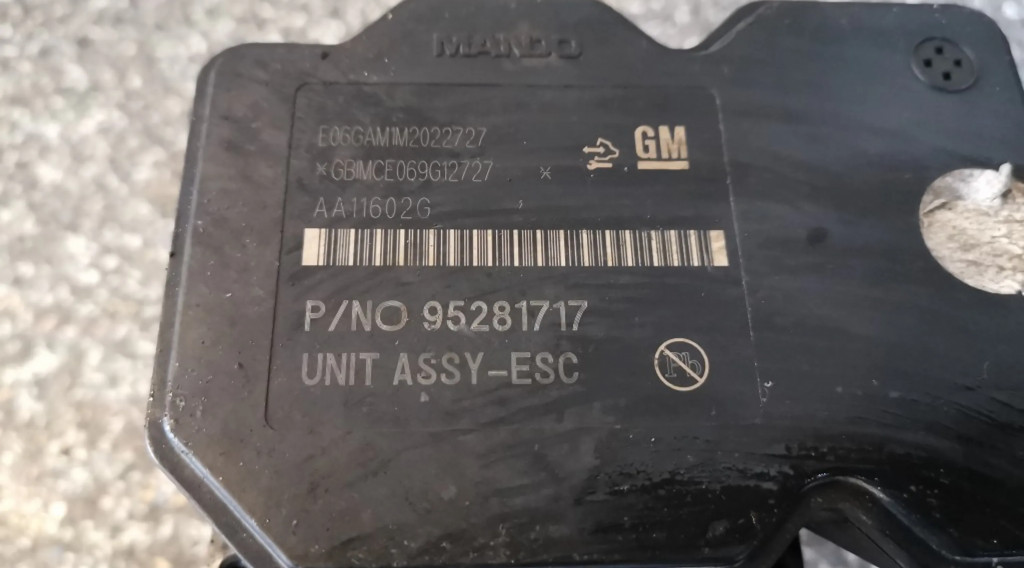 MANDO
E06GAM1M2022727
*GBIMCE069G12727 *
GM
AA11602G
P/NO 95281717
UNIT ASSY-ESC
Pb